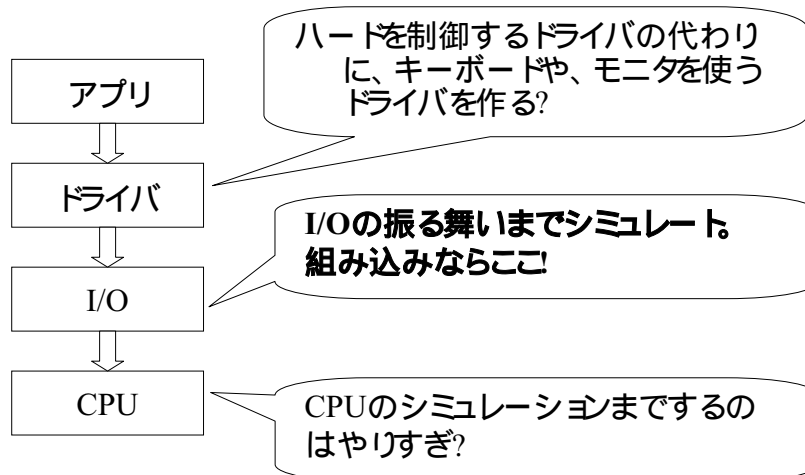 ハードを制御するドライバの代わり
に、キーボードや、モニタを使う
ドライバを作る?
アプリ
ドライバ
I/Oの振る舞いまでシミュレート。
組み込みならここ!
I/O
CPU
CPUのシミュレーションまでするの
はやりすぎ?